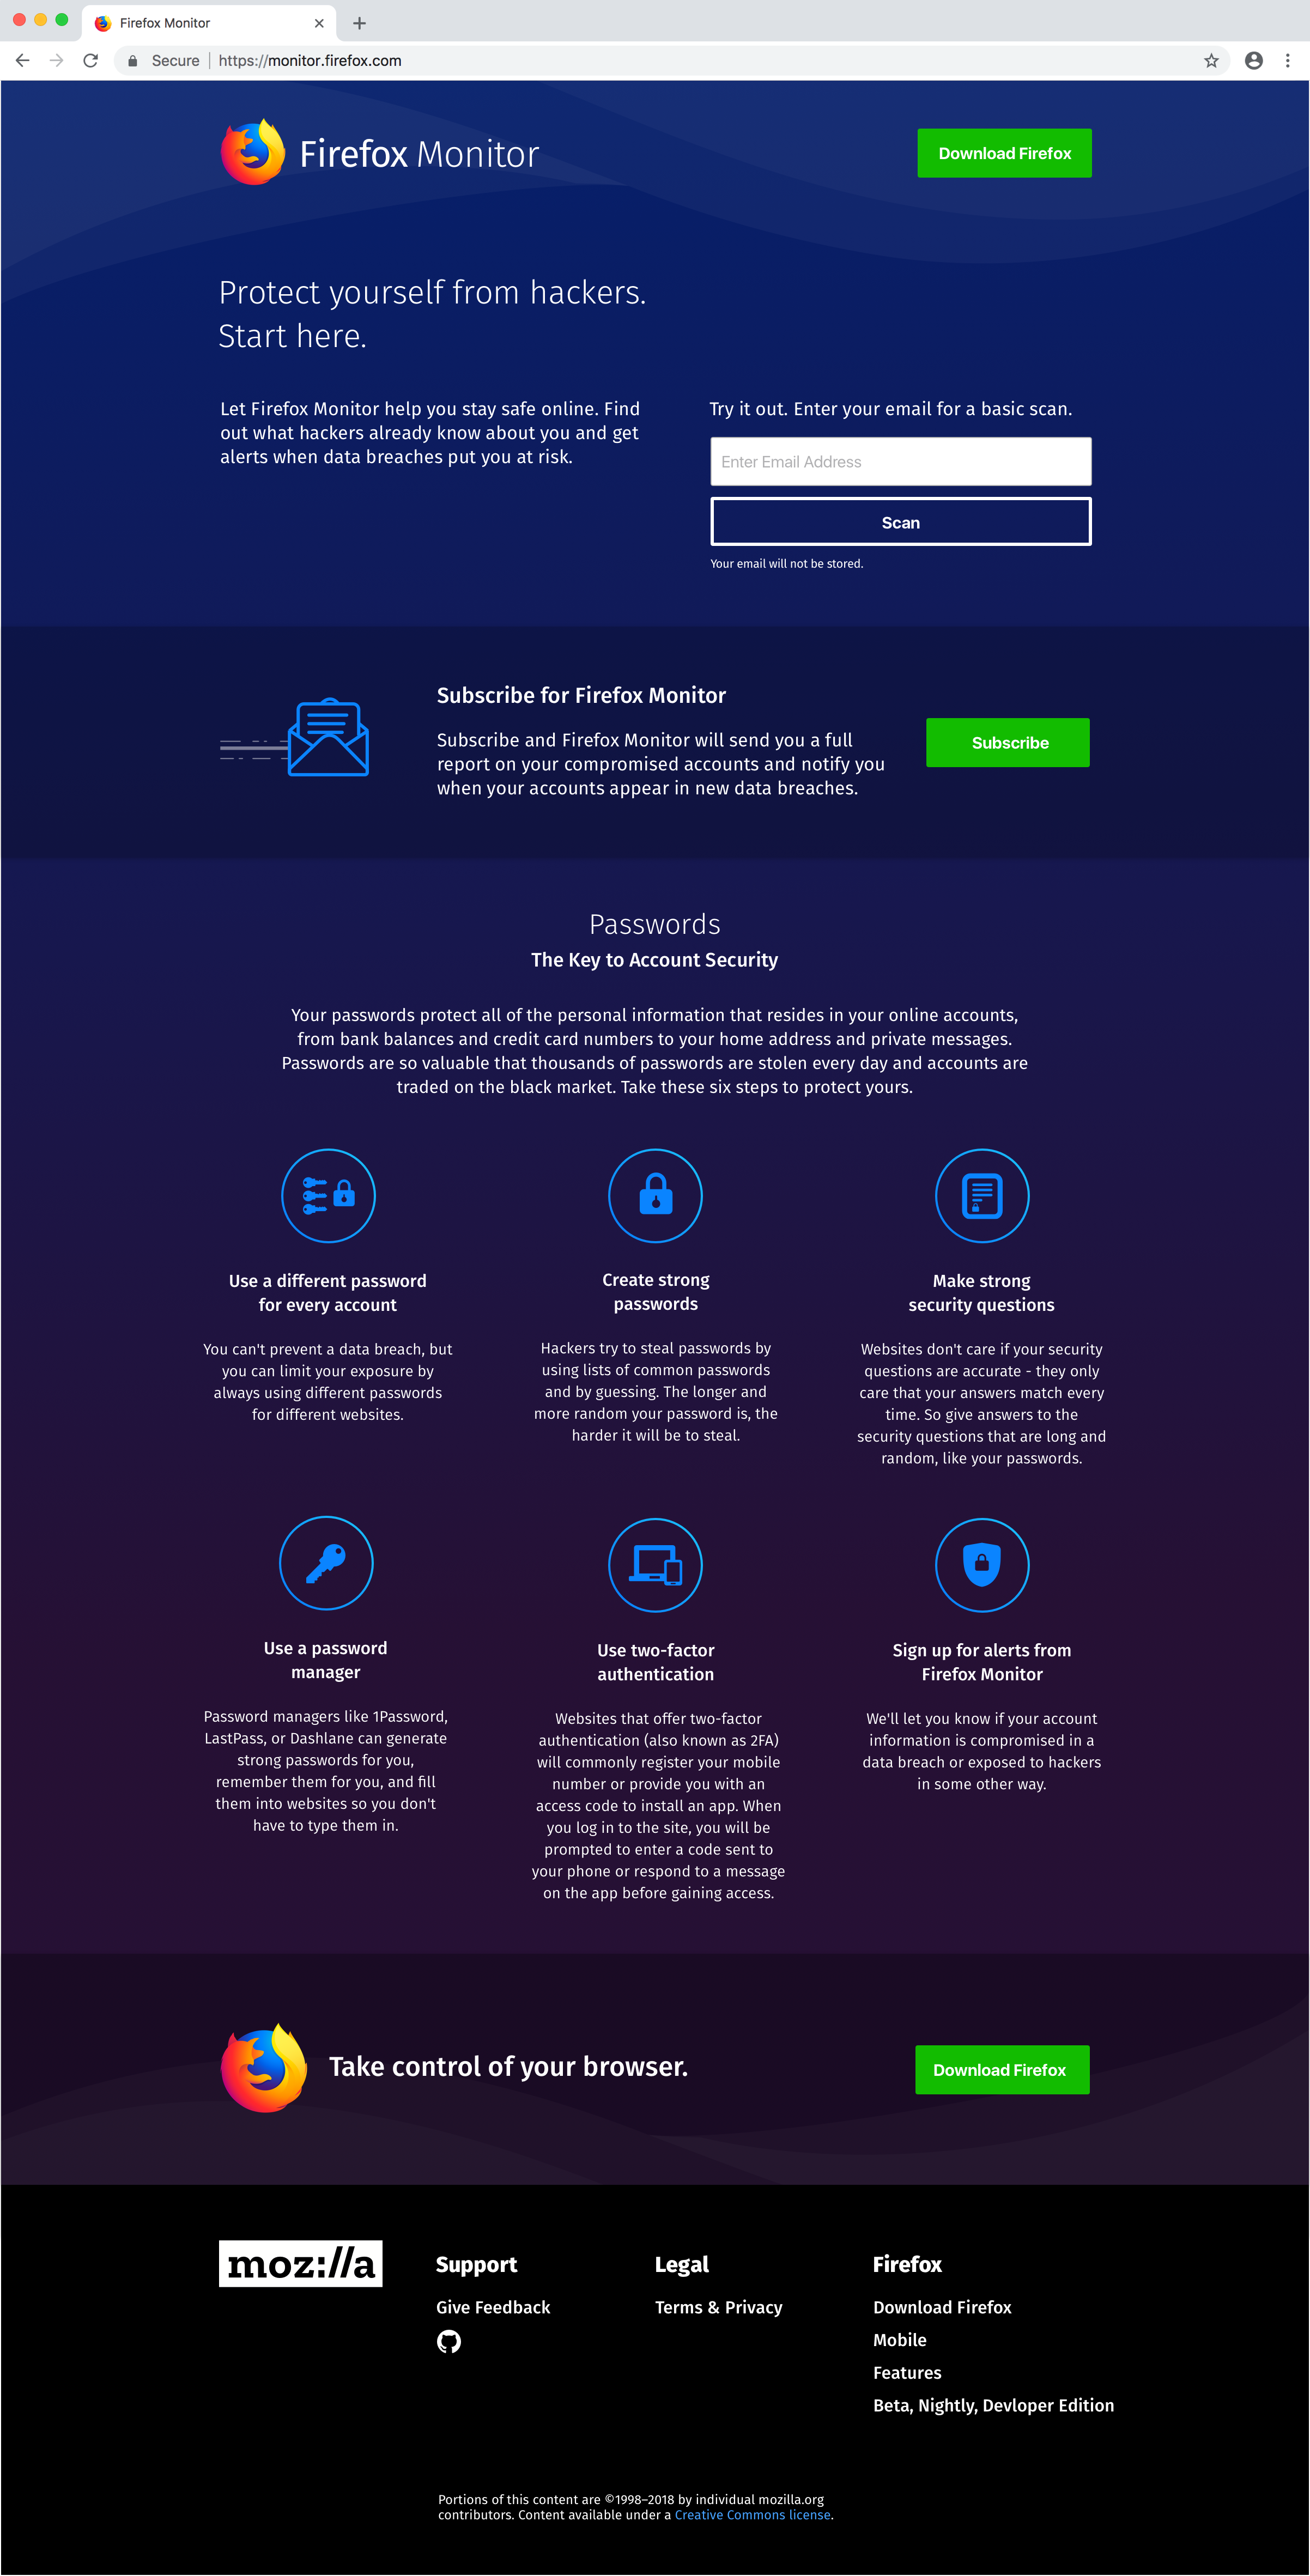 Firefox Monitor
Secure
https://monitor.firefox.com
Firefox Monitor
Download Firefox
Protect yourself from hackers.
Start here.
Let Firefox Monitor help you stay safe online. Find
out what hackers already know about you and get
alerts when data breaches put you at risk.
Try it out. Enter your email for a basic scan.
Enter Email Address
Scan
Your email will not be stored.
Subscribe for Firefox Monitor
Subscribe and Firefox Monitor will send you a full
report on your compromised accounts and notify you
when your accounts appear in new data breaches.
Subscribe
Passwords
The Key to Account Security
Your passwords protect all of the personal information that resides in your online accounts,
from bank balances and credit card numbers to your home address and private messages.
Passwords are so valuable that thousands of passwords are stolen every day and accounts are
traded on the black market. Take these six steps to protect yours.
Use a different password
for every account
You can't prevent a data breach, but
you can limit your exposure by
always using different passwords
for different websites.
Create strong
passwords
Hackers try to steal passwords by
using lists of common passwords
and by guessing. The longer and
more random your password is, the
harder it will be to steal.
Make strong
security questions
Websites don't care if your security
questions are accurate - they only
care that your answers match every
time. So give answers to the
security questions that are long and
random, like your passwords.
Use a password
manager
Password managers like 1Password,
LastPass, or Dashlane can generate
strong passwords for you,
remember them for you, and fill
them into websites so you don't
have to type them in.
Use two-factor
authentication
Websites that offer two-factor
authentication (also known as 2FA)
will commonly register your mobile
number or provide you with an
access code to install an app. When
you log in to the site, you will be
prompted to enter a code sent to
your phone or respond to a message
on the app before gaining access.
Sign up for alerts from
Firefox Monitor
We'll let you know if your account
information is compromised in a
data breach or exposed to hackers
in some other way.
Take control of your browser.
Download Firefox
moz://a
Support
Give Feedback
Legal
Terms & Privacy
Firefox
Download Firefox
Mobile
Features
Beta, Nightly, Devloper Edition
Portions of this content are ©1998–2018 by individual mozilla.org
contributors. Content available under a Creative Commons license.